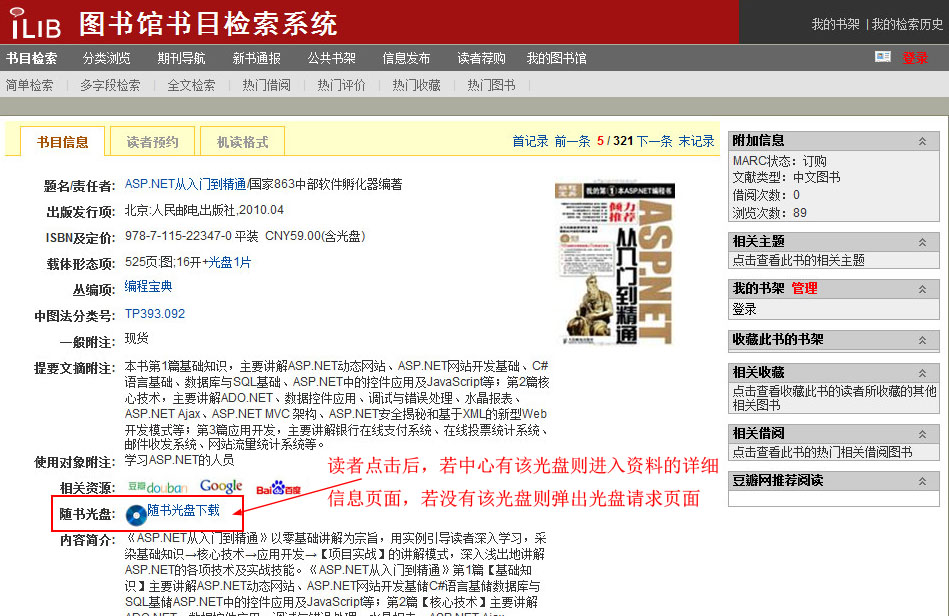 iLIB 图书馆书目检索系统
我的书架 | 我的检索历史
书目检索 分类浏览 期刊导航 新书通报 公共书架 信息发布 读者荐购 我的图书馆 登录
简单检索 多字段检索 全文检索 热门借阅 热门评价 热门收藏 热门图书
书目信息 读者预约 机读格式 首记录 前一条 5 / 321 下一条 末记录
题名/责任者: ASP.NET从入门到精通/国家863中部软件孵化器编著
出版发行项: 北京:人民邮电出版社,2010.04
ISBN及定价: 978-7-115-22347-0 平装 CNY59.00(含光盘)
载体形态项: 525页:图;16开+光盘1片
丛编项: 编程宝典
中图法分类号: TP393.092
一般附注: 现货
提要文摘附注: 本书第1篇基础知识，主要讲解ASP.NET动态网站、ASP.NET网站开发基础、C#
语言基础、数据库与SQL基础、ASP.NET中的控件应用及JavaScript等；第2篇核
心技术，主要讲解ADO.NET、数据控件应用、调试与错误处理、水晶报表、
ASP.NET Ajax、ASP.NET MVC 架构、ASP.NET安全揭秘和基于XML的新型Web
开发模式等；第3篇应用开发，主要讲解银行在线支付系统、在线投票统计系统、
邮件收发系统、网站流量统计系统等。
使用对象附注: 学习ASP.NET的人员
相关资源: 豆瓣douban Google Bai百度
随书光盘: 随书光盘下载
读者点击后，若中心有该光盘则进入资料的详细
信息页面，若没有该光盘则弹出光盘请求页面
内容简介: 《ASP.NET从入门到精通》以零基础讲解为宗旨，用实例引导读者深入学习，采
染基础知识→核心技术→应用开发→【项目实战】的讲解模式，深入浅出地讲解
ASP.NET的各项技术及实战技能。《ASP.NET从入门到精通》第1篇【基础知
识】主要讲解ASP.NET动态网站、ASP.NET网站开发基储C#语言基储数据库与
SQL基储ASP.NET中的控件应用及JavaScript等；第2篇【核心技术】主要讲解
我的第1本ASP.NET编程书
倾力
推荐
ASP.NET
从入门到精通
附加信息
MARC状态：订购
文献类型：中文图书
借阅次数：0
浏览次数：89
相关主题
点击查看此书的相关主题
我的书架 管理
登录
收藏此书的书架
相关收藏
点击查看收藏此书的读者所收藏的其他
相关图书
相关借阅
点击查看此书的热门相关借阅图书
豆瓣网推荐阅读